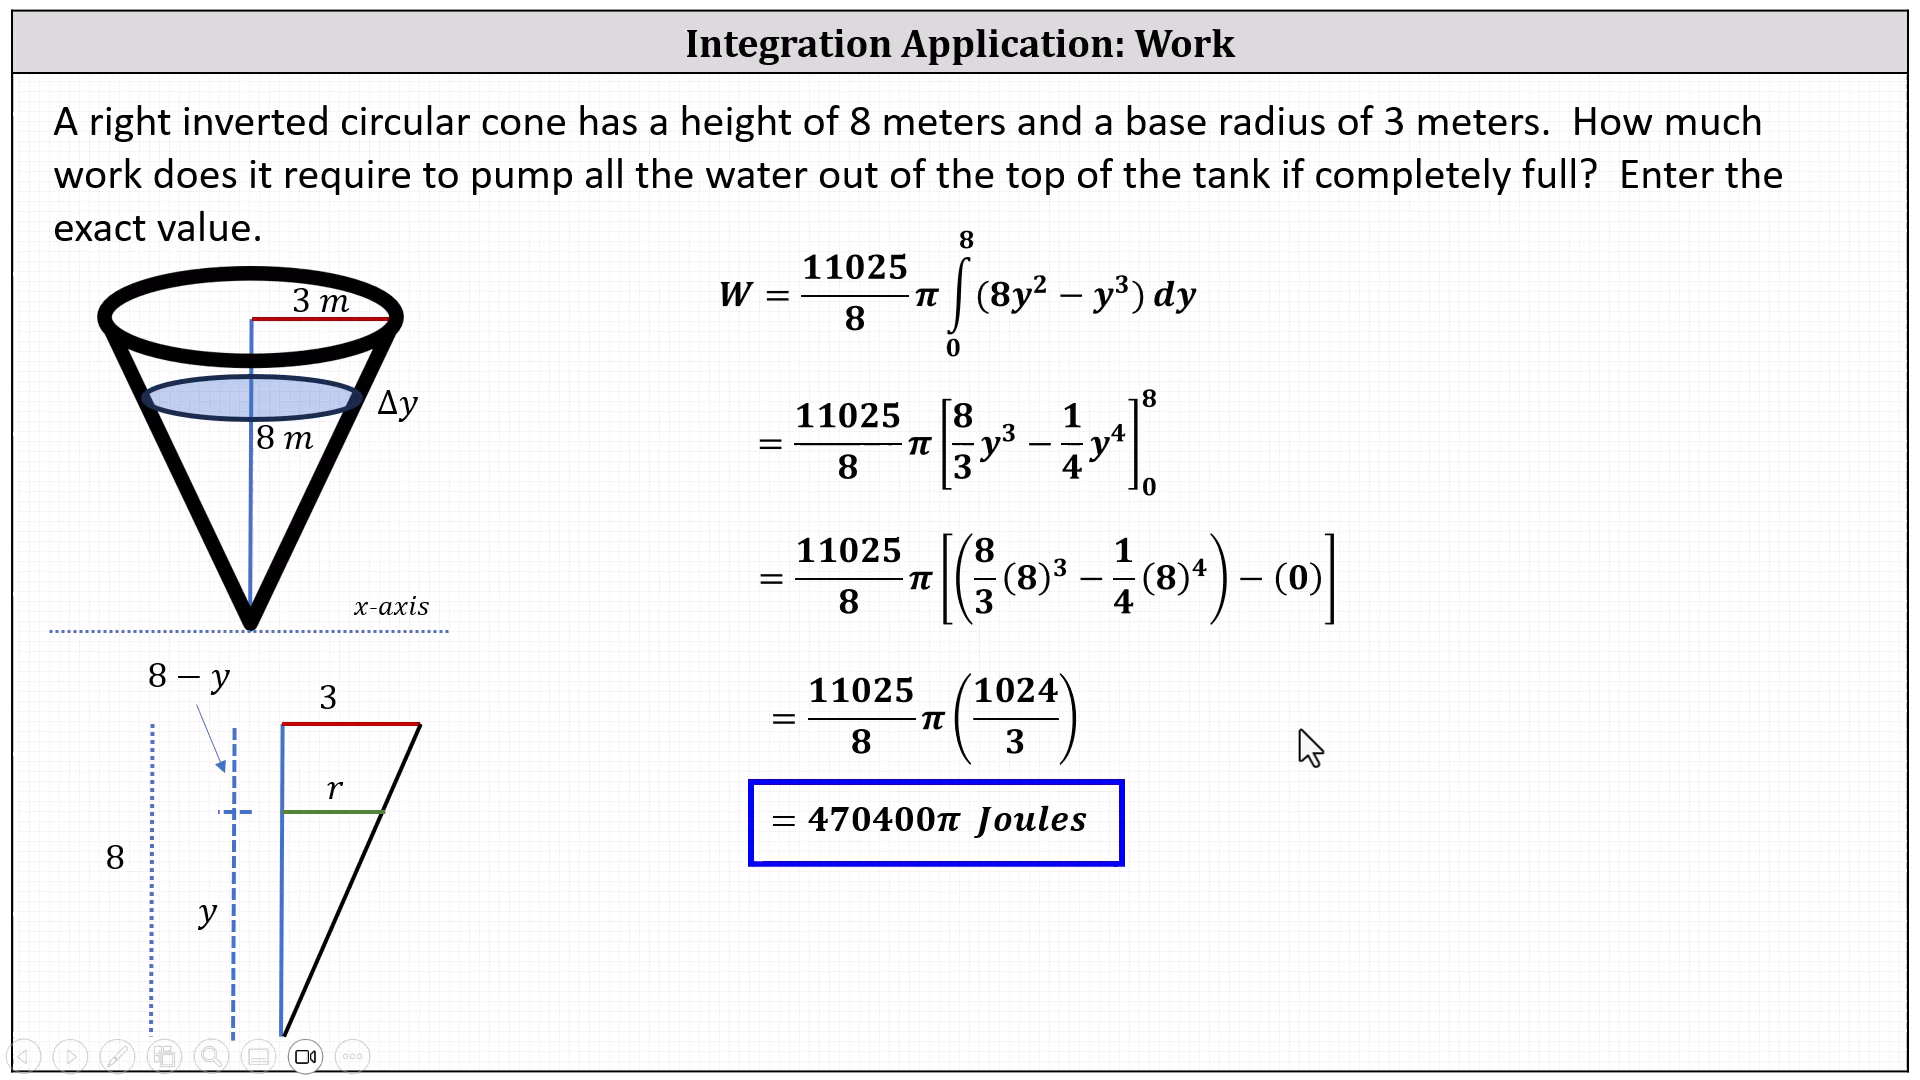 Integration Application: Work
A right inverted circular cone has a height of 8 meters and a base radius of 3 meters. How much
work does it require to pump all the water out of the top of the tank if completely full? Enter the
exact value.
3 m
Δy
8 m
x-axis
8 − y
3
r
8
y
W = 11025/8 π ∫₀⁸ (8y² − y³) dy
= 11025/8 π [8/3 y³ − 1/4 y⁴]₀⁸
= 11025/8 π [(8/3 (8)³ − 1/4 (8)⁴) − (0)]
= 11025/8 π (1024/3)
= 470400π Joules